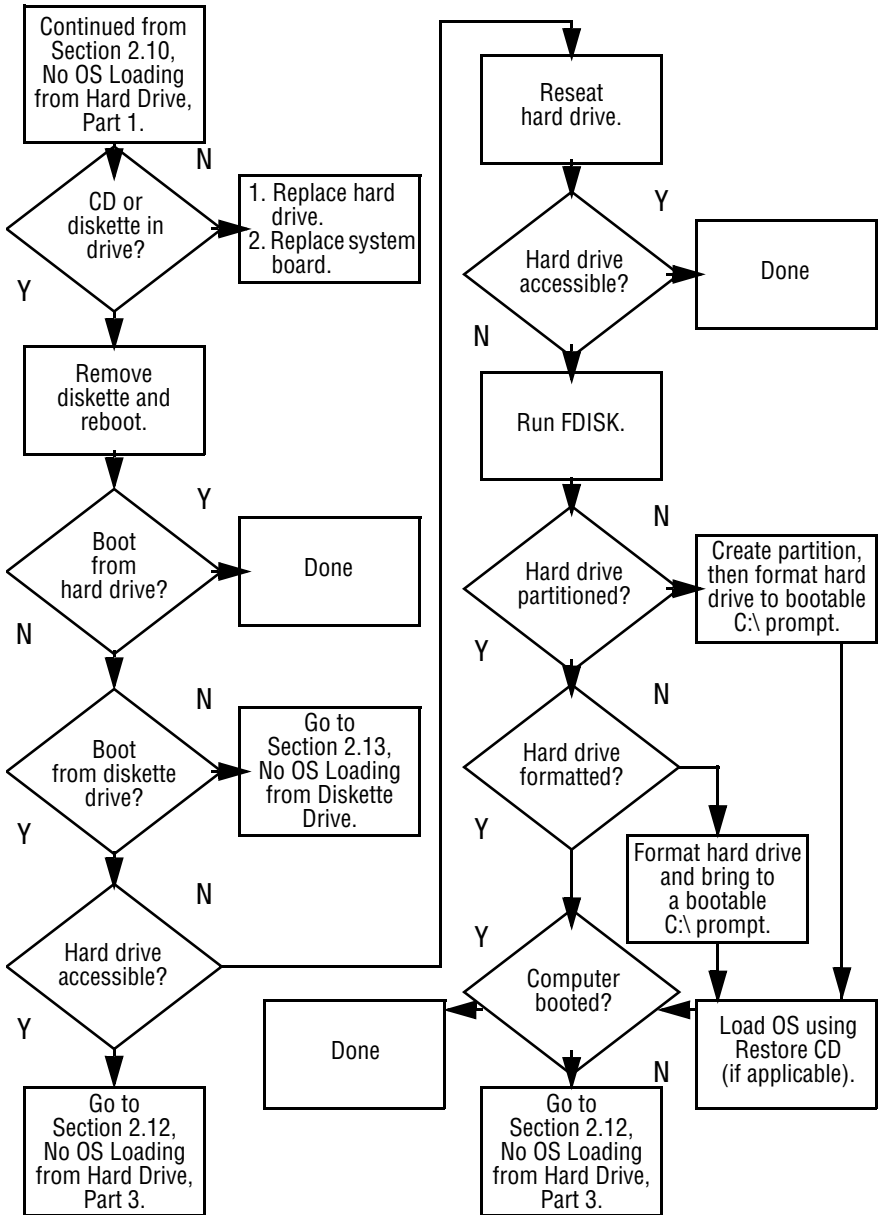 Continued from
Section 2.10,
No OS Loading
from Hard Drive,
Part 1.
N
CD or
diskette in
drive?
1. Replace hard
drive.
2. Replace system
board.
Y
Remove
diskette and
reboot.
Y
Boot
from
hard drive?
Done
N
N
Boot
from diskette
drive?
Go to
Section 2.13,
No OS Loading
from Diskette
Drive.
Y
N
Hard drive
accessible?
Y
Go to
Section 2.12,
No OS Loading
from Hard Drive,
Part 3.
Reseat
hard drive.
Y
Hard drive
accessible?
Done
N
Run FDISK.
N
Hard drive
partitioned?
Create partition,
then format hard
drive to bootable
C:\ prompt.
Y
N
Hard drive
formatted?
Y
Format hard drive
and bring to
a bootable
C:\ prompt.
Y
Computer
booted?
Done
Load OS using
Restore CD
(if applicable).
N
Go to
Section 2.12,
No OS Loading
from Hard Drive,
Part 3.